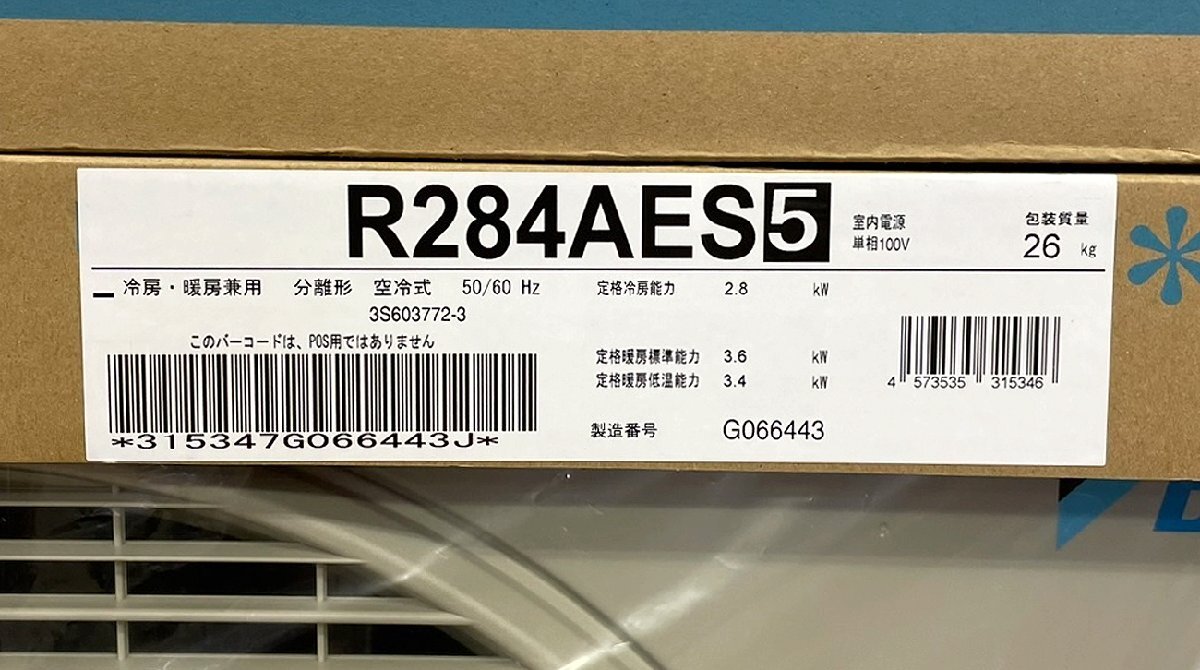 R284AES5
室内電源
単相100V
包装質量
26 kg
冷房・暖房兼用 分離形 空冷式 50/60 Hz
3S603772-3
このバーコードは、POS用ではありません
*315347G066443J*
定格冷房能力 2.8 kW
定格暖房標準能力 3.6 kW
定格暖房低温能力 3.4 kW
製造番号 G066443
4 573535 315346